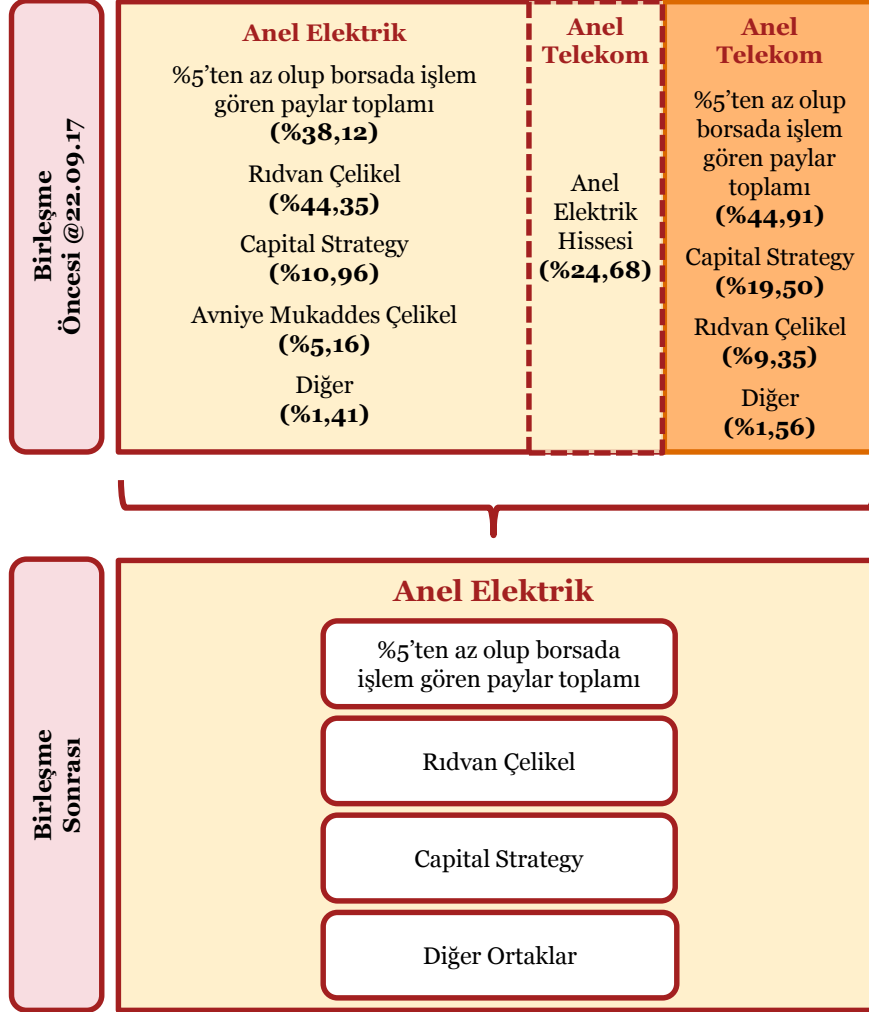 Birleşme
Öncesi @22.09.17
Anel Elektrik
%5’ten az olup borsada işlem
gören paylar toplamı
(%38,12)
Rıdvan Çelikel
(%44,35)
Capital Strategy
(%10,96)
Avniye Mukaddes Çelikel
(%5,16)
Diğer
(%1,41)
Anel
Telekom
Anel
Elektrik
Hissesi
(%24,68)
Anel
Telekom
%5’ten az olup
borsada işlem
gören paylar
toplamı
(%44,91)
Capital Strategy
(%19,50)
Rıdvan Çelikel
(%9,35)
Diğer
(%1,56)
Birleşme
Sonrası
Anel Elektrik
%5’ten az olup borsada
işlem gören paylar toplamı
Rıdvan Çelikel
Capital Strategy
Diğer Ortaklar